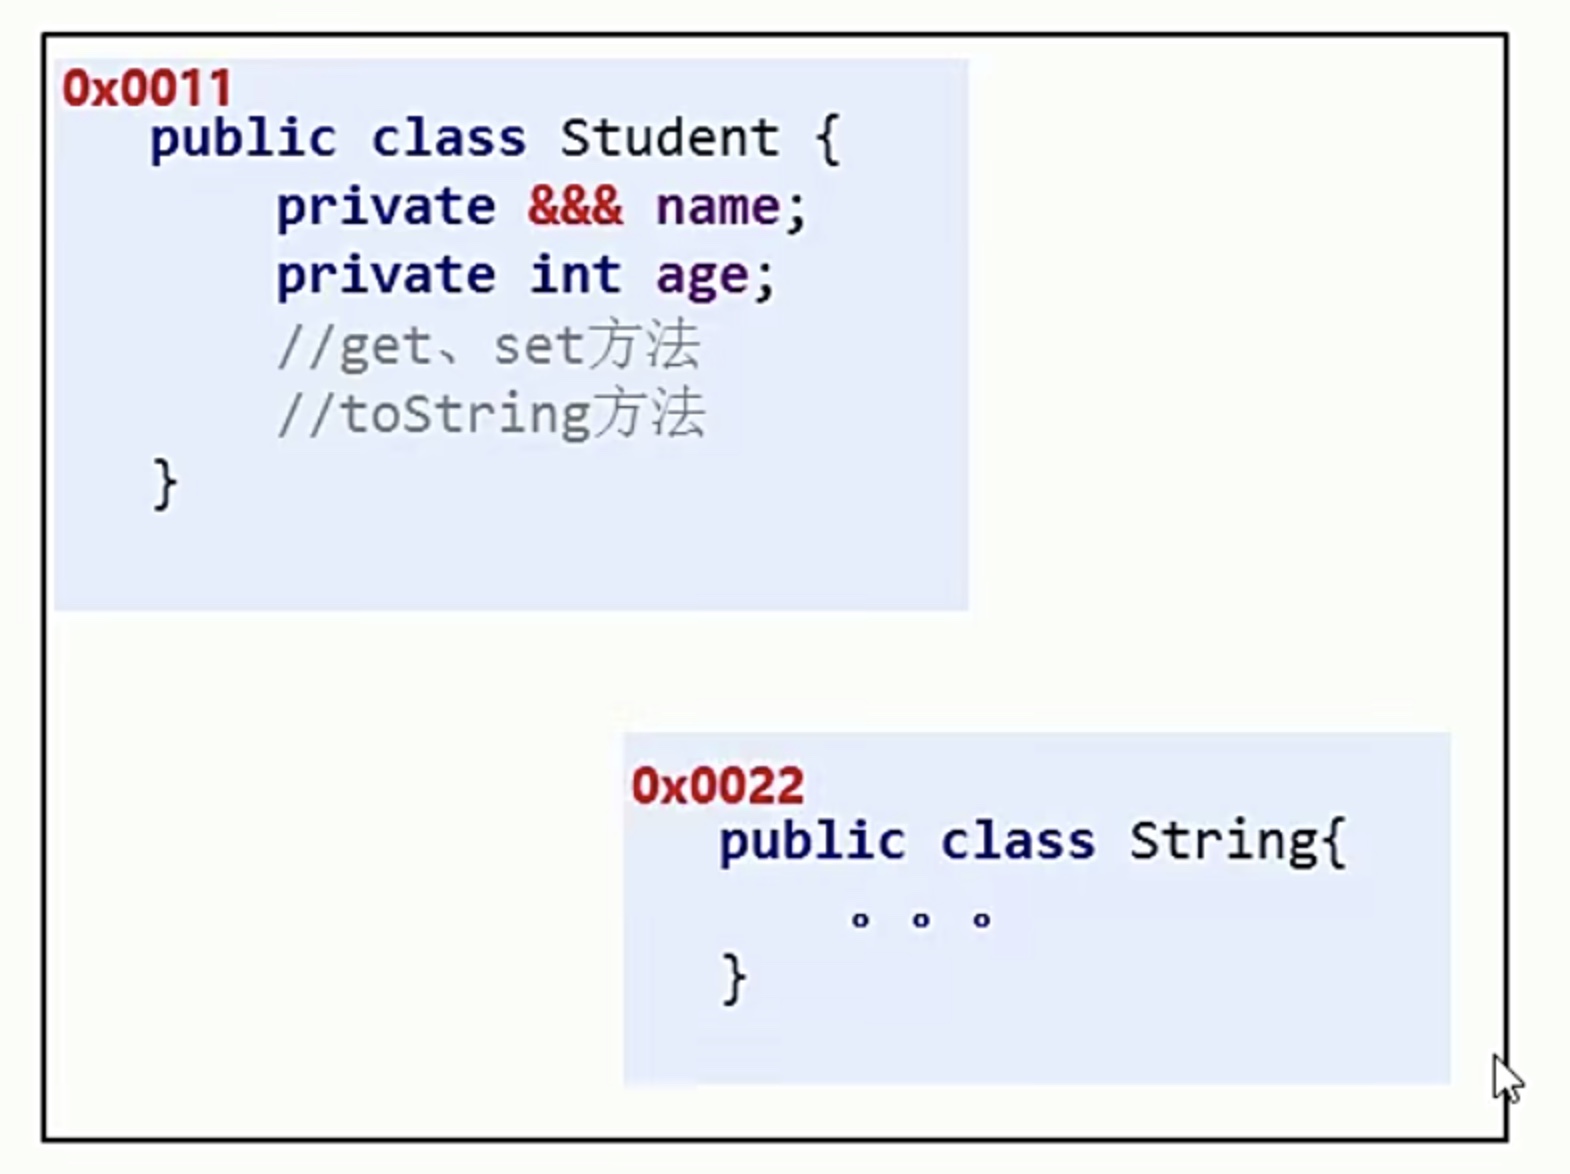 0x0011
public class Student {
private &&& name;
private int age;
//get、set方法
//toString方法
}
0x0022
public class String{
。。。
}